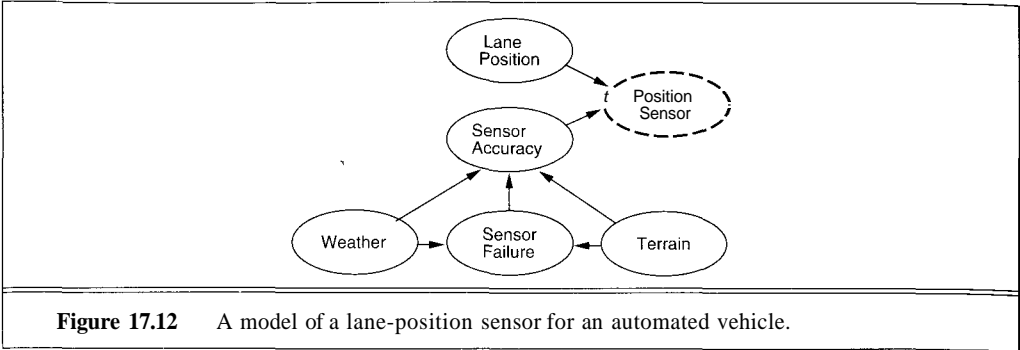 Lane
Position
t Position
Sensor
Sensor
Accuracy
Weather
Sensor
Failure
Terrain
Figure 17.12 A model of a lane-position sensor for an automated vehicle.